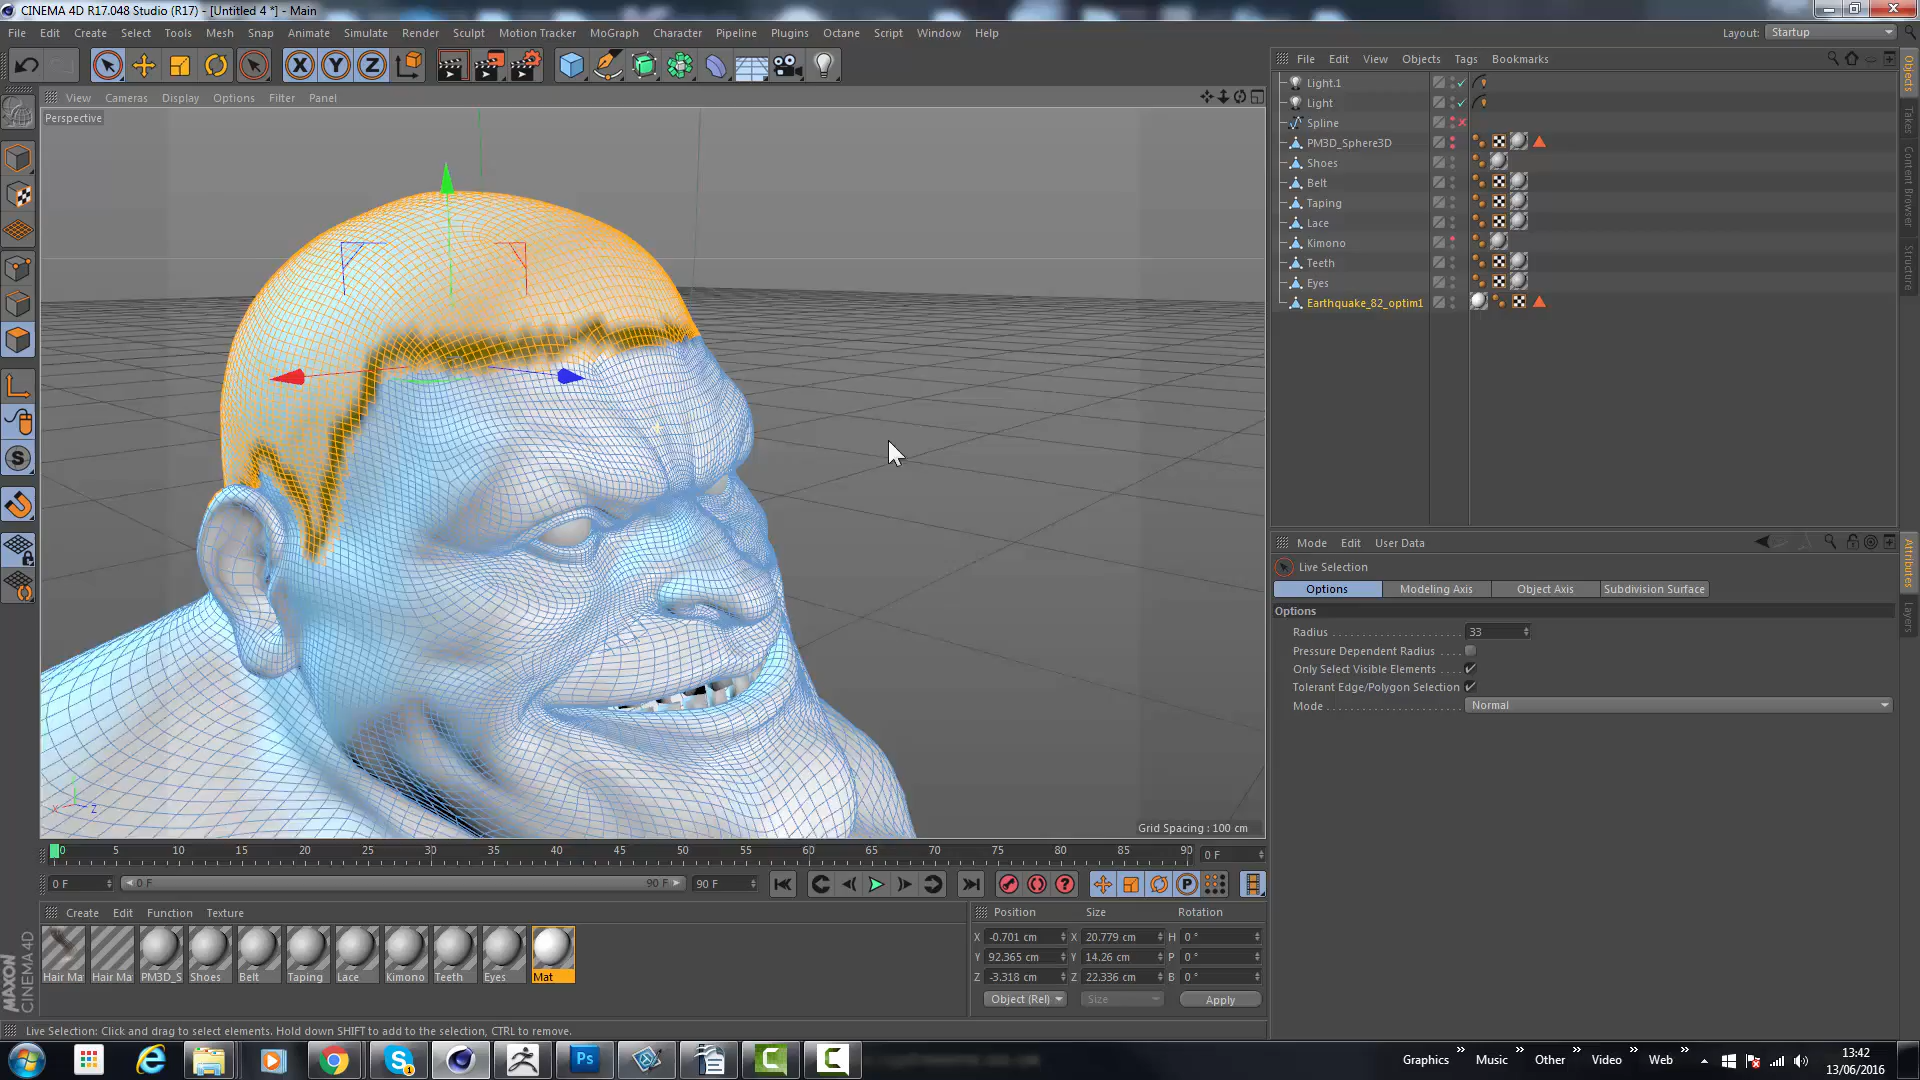 CINEMA 4D R17.048 Studio (R17) - [Untitled 4 *] - Main
File Edit Create Select Tools Mesh Snap Animate Simulate Render Sculpt Motion Tracker MoGraph Character Pipeline Plugins Octane Script Window Help
Layout: Startup
X Y Z
File Edit View Objects Tags Bookmarks
View Cameras Display Options Filter Panel
Perspective
Light.1
Light
Spline
PM3D_Sphere3D
Shoes
Belt
Taping
Lace
Kimono
Teeth
Eyes
Earthquake_82_optim1
Objects
Takes
Content Browser
Structure
Mode Edit User Data
Live Selection
Options Modeling Axis Object Axis Subdivision Surface
Options
Radius 33
Pressure Dependent Radius
Only Select Visible Elements
Tolerant Edge/Polygon Selection
Mode Normal
Attributes
Layers
X Z
Grid Spacing : 100 cm
0 5 10 15 20 25 30 35 40 45 50 55 60 65 70 75 80 85 90
0 F
0 F 0 F 90 F 90 F
Create Edit Function Texture
Hair Ma Hair Ma PM3D_S Shoes Belt Taping Lace Kimono Teeth Eyes Mat
Position Size Rotation
X -0.701 cm X 20.779 cm H 0 °
Y 92.365 cm Y 14.26 cm P 0 °
Z -3.318 cm Z 22.336 cm B 0 °
Object (Rel) Size Apply
MAXON
CINEMA 4D
Live Selection: Click and drag to select elements. Hold down SHIFT to add to the selection, CTRL to remove.
Graphics » Music » Other » Video » Web »
13:42
13/06/2016